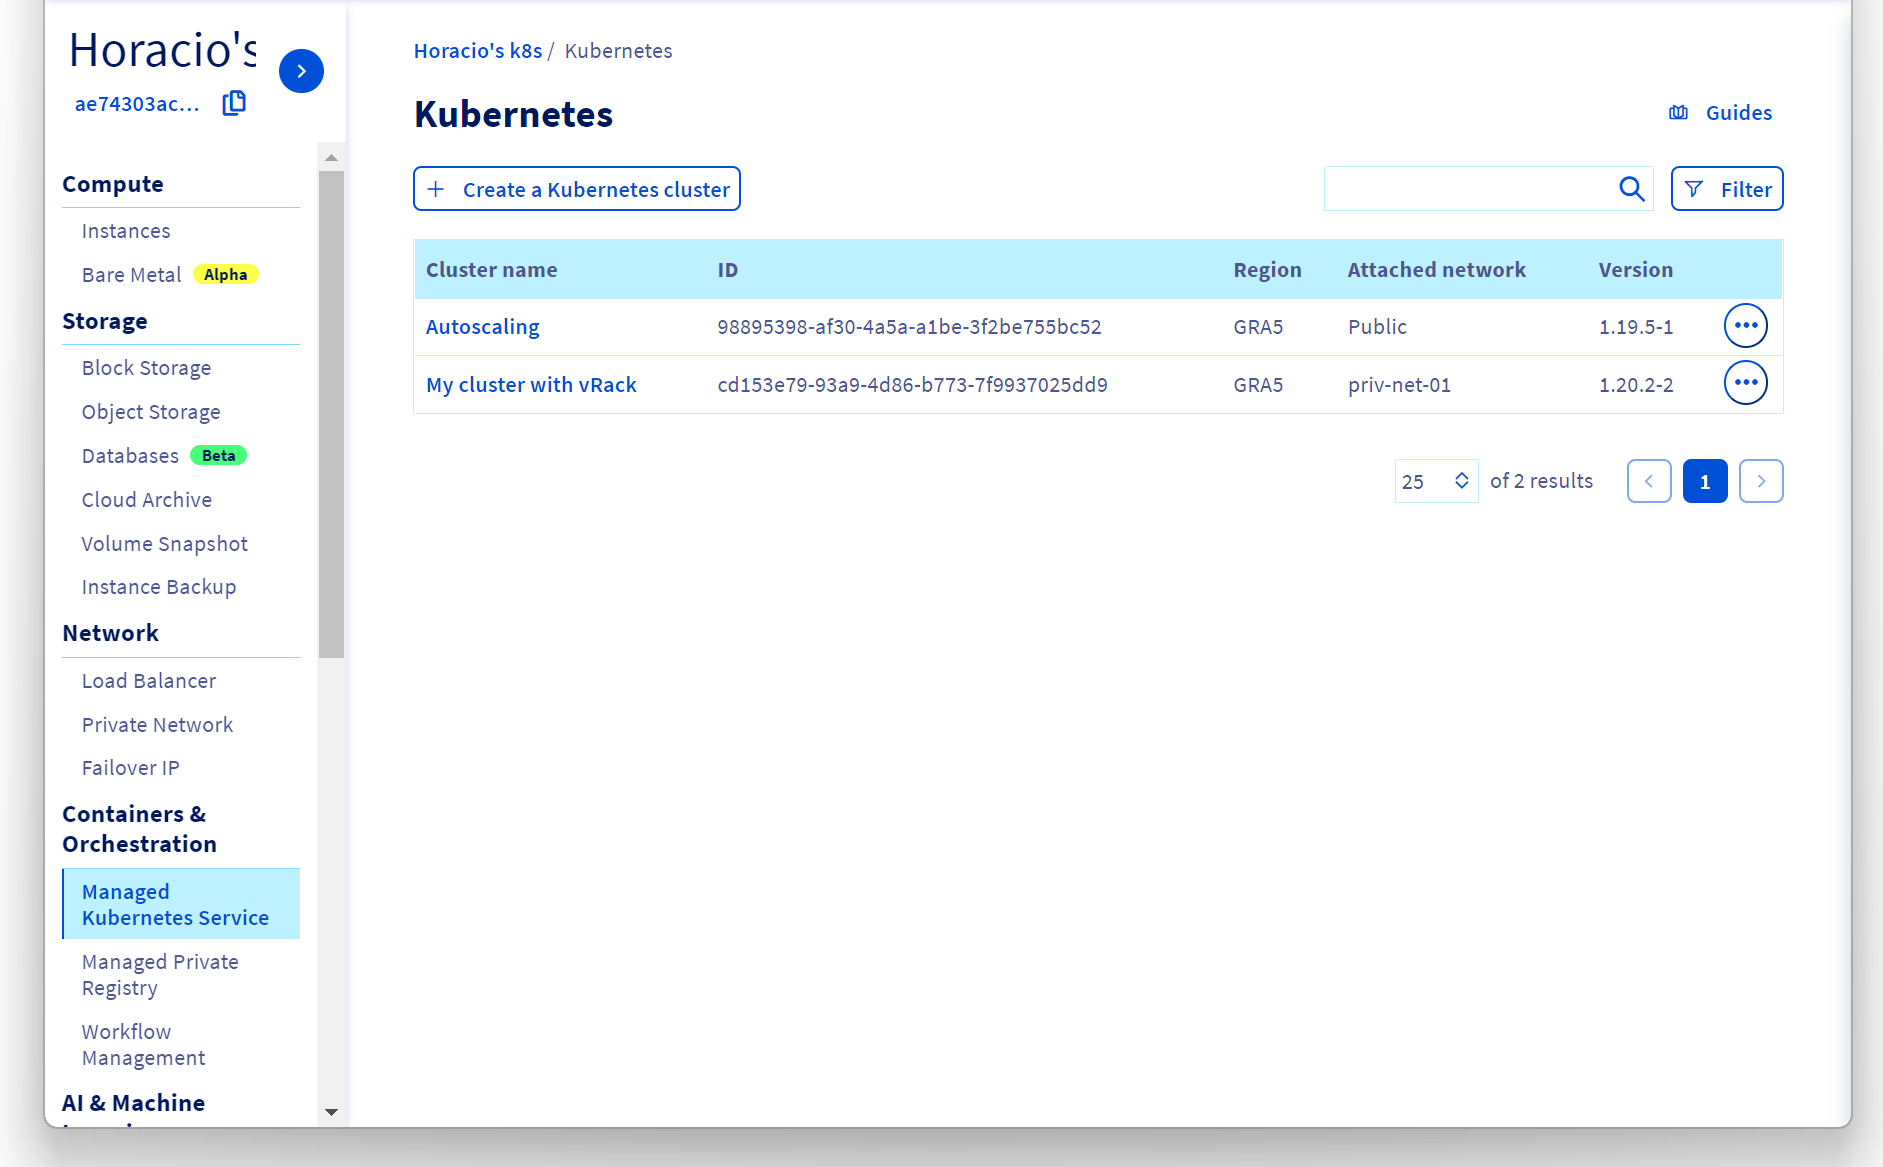 Horacio's
ae74303ac...
Compute
Instances
Bare Metal Alpha
Storage
Block Storage
Object Storage
Databases Beta
Cloud Archive
Volume Snapshot
Instance Backup
Network
Load Balancer
Private Network
Failover IP
Containers &
Orchestration
Managed
Kubernetes Service
Managed Private
Registry
Workflow
Management
AI & Machine
Horacio's k8s / Kubernetes
Kubernetes
Guides
Create a Kubernetes cluster
Filter
Cluster name ID Region Attached network Version
Autoscaling 98895398-af30-4a5a-a1be-3f2be755bc52 GRA5 Public 1.19.5-1
My cluster with vRack cd153e79-93a9-4d86-b773-7f9937025dd9 GRA5 priv-net-01 1.20.2-2
25 of 2 results 1